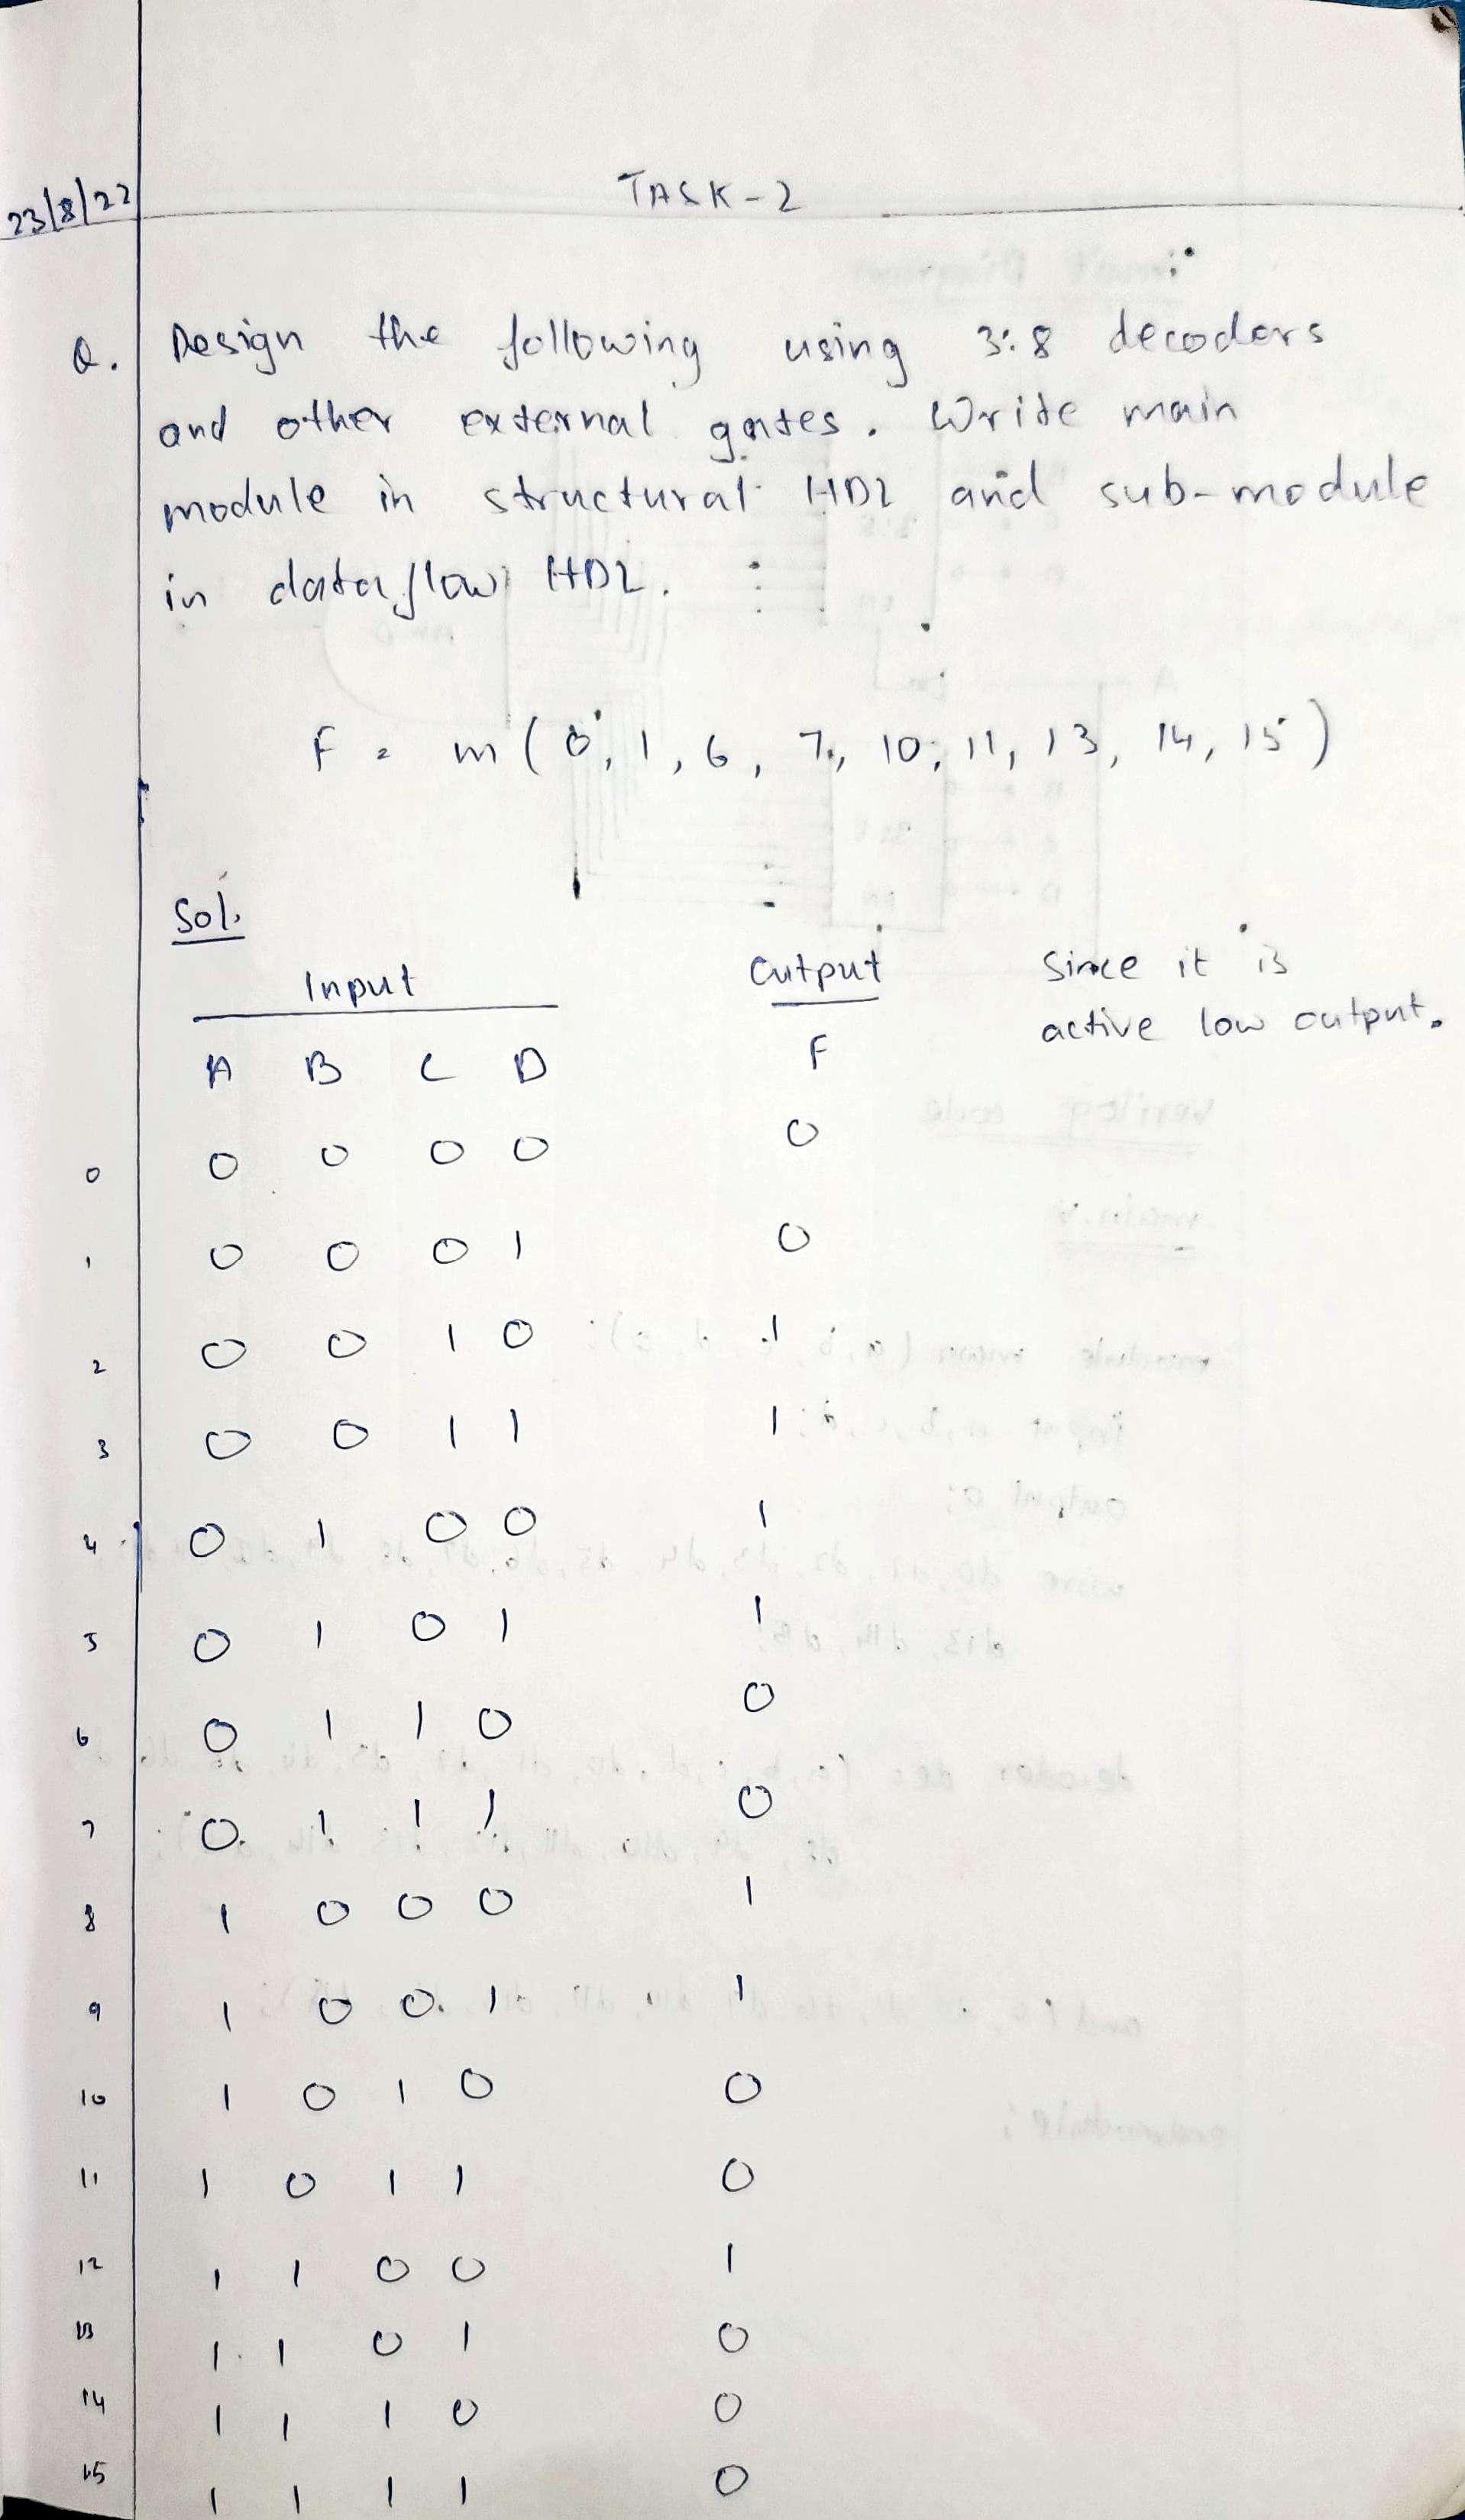 23/8/22
TASK-2
Q. Design the following using 3:8 decoders
and other external gates. Write main
module in structural HDL and sub-module
in dataflow HDL.
F = m(0, 1, 6, 7, 10, 11, 13, 14, 15)
Sol.
Input Output Since it is
active low output.
A B C D F
0 0 0 0 0 0
1 0 0 0 1 0
2 0 0 1 0 1
3 0 0 1 1 1
4 0 1 0 0 1
5 0 1 0 1 1
6 0 1 1 0 0
7 0 1 1 1 0
8 1 0 0 0 1
9 1 0 0 1 1
10 1 0 1 0 0
11 1 0 1 1 0
12 1 1 0 0 1
13 1 1 0 1 0
14 1 1 1 0 0
15 1 1 1 1 0